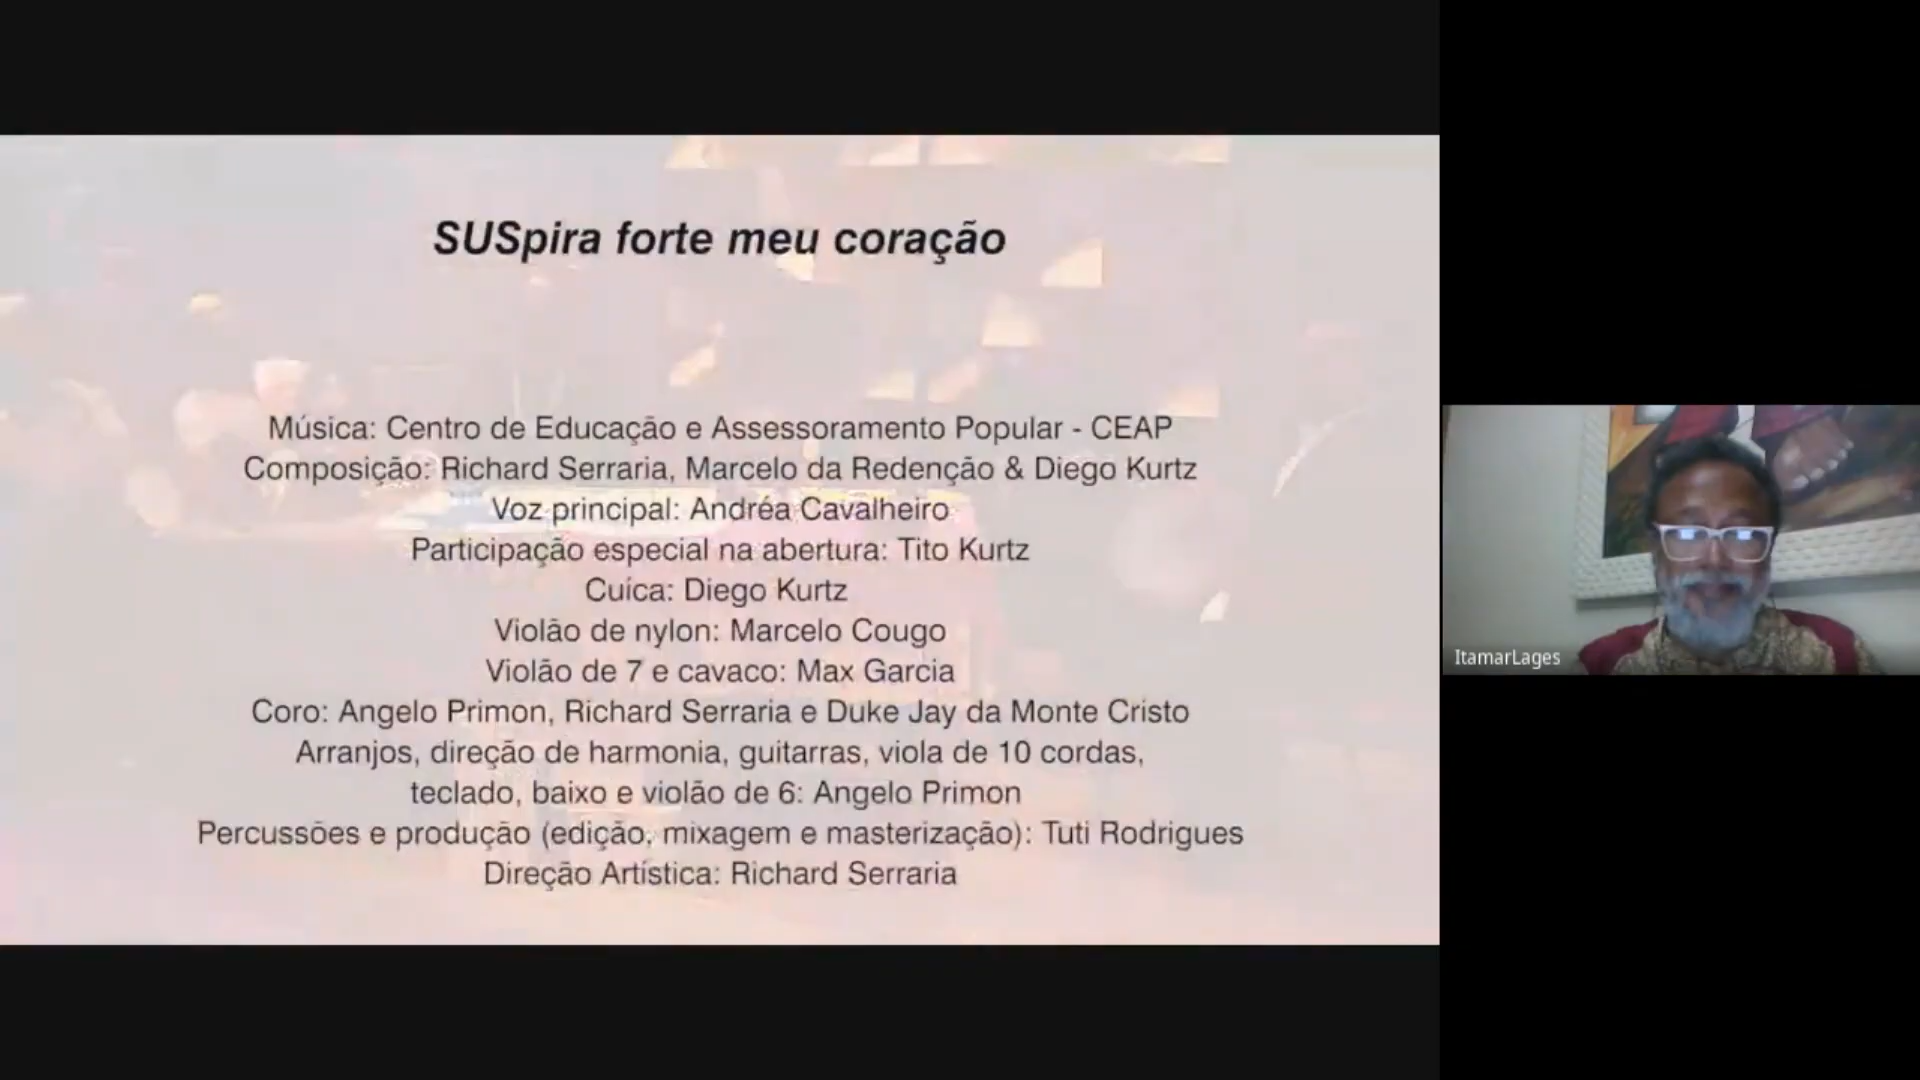 SUSpira forte meu coração
Música: Centro de Educação e Assessoramento Popular - CEAP
Composição: Richard Serraria, Marcelo da Redenção & Diego Kurtz
Voz principal: Andréa Cavalheiro
Participação especial na abertura: Tito Kurtz
Cuíca: Diego Kurtz
Violão de nylon: Marcelo Cougo
Violão de 7 e cavaco: Max Garcia
Coro: Angelo Primon, Richard Serraria e Duke Jay da Monte Cristo
Arranjos, direção de harmonia, guitarras, viola de 10 cordas,
teclado, baixo e violão de 6: Angelo Primon
Percussões e produção (edição, mixagem e masterização): Tuti Rodrigues
Direção Artística: Richard Serraria
ItamarLages